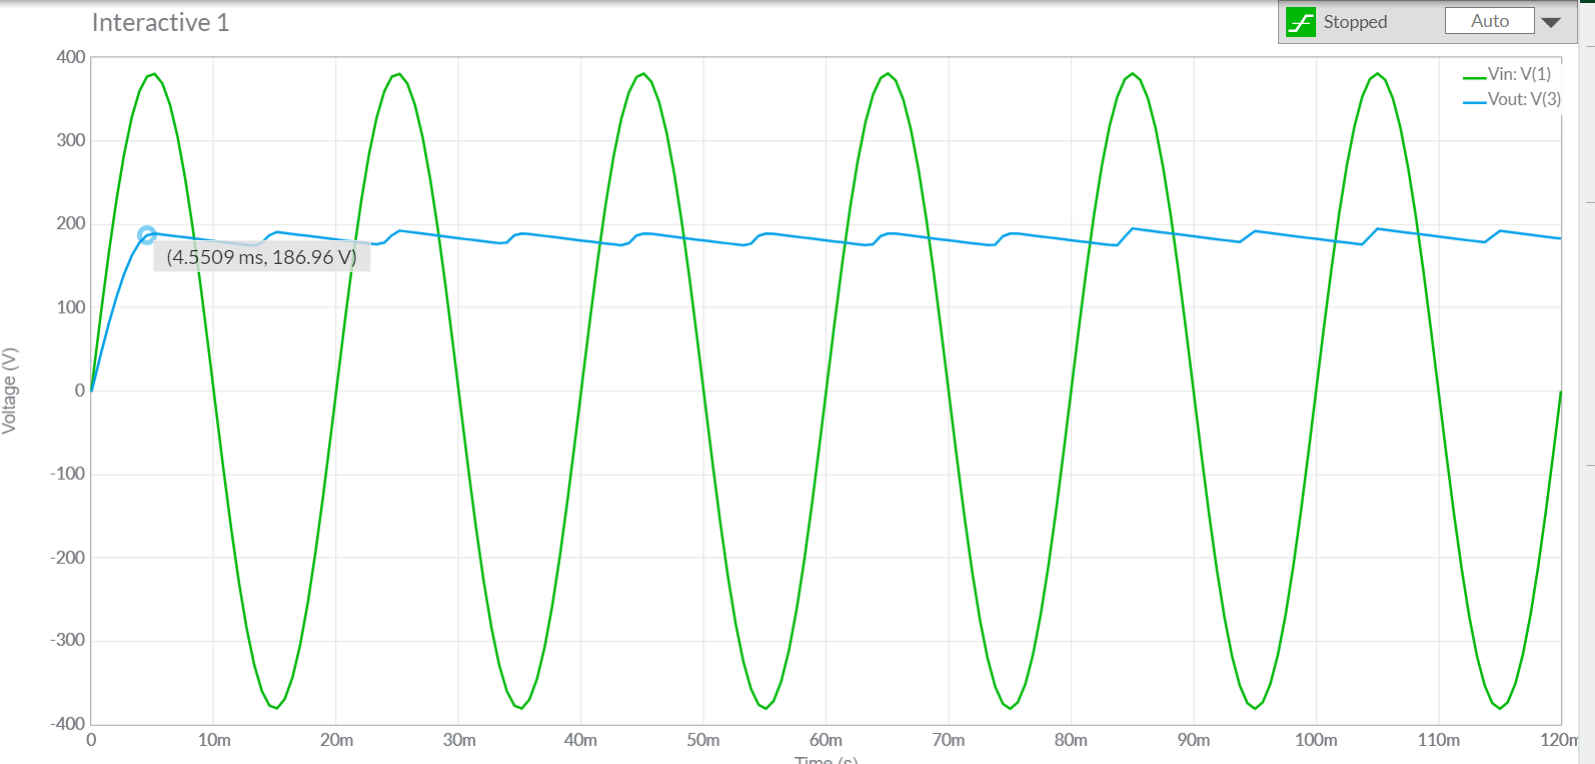 Interactive 1
Stopped
Auto
Vin: V(1)
Vout: V(3)
400
300
200
100
0
-100
-200
-300
-400
Voltage (V)
(4.5509 ms, 186.96 V)
0 10m 20m 30m 40m 50m 60m 70m 80m 90m 100m 110m 120m
Time (s)